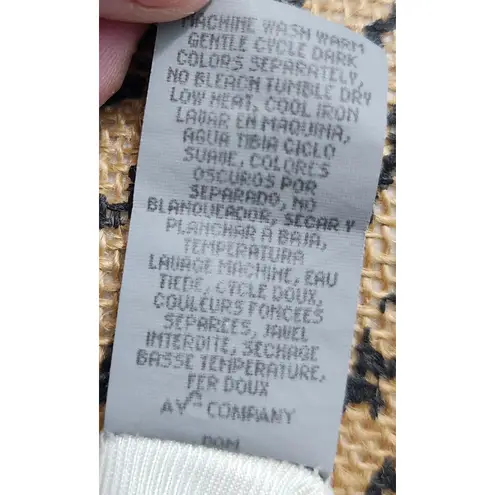 MACHINE WASH WARM
GENTLE CYCLE DARK
COLORS SEPARATELY,
NO BLEACH TUMBLE DRY
LOW HEAT, COOL IRON
LAVAR EN MAQUINA,
AGUA TIBIA CICLO
SUAVE, COLORES
OSCUROS POR
SEPARADO, NO
BLANQUEADOR, SECAR Y
PLANCHAR A BAJA,
TEMPERATURA
LAVAGE MACHINE, EAU
TIEDE, CYCLE DOUX,
COULEURS FONCEES
SEPAREES, JAVEL
INTERDITE, SECHAGE
BASSE TEMPERATURE,
FER DOUX
COMPANY